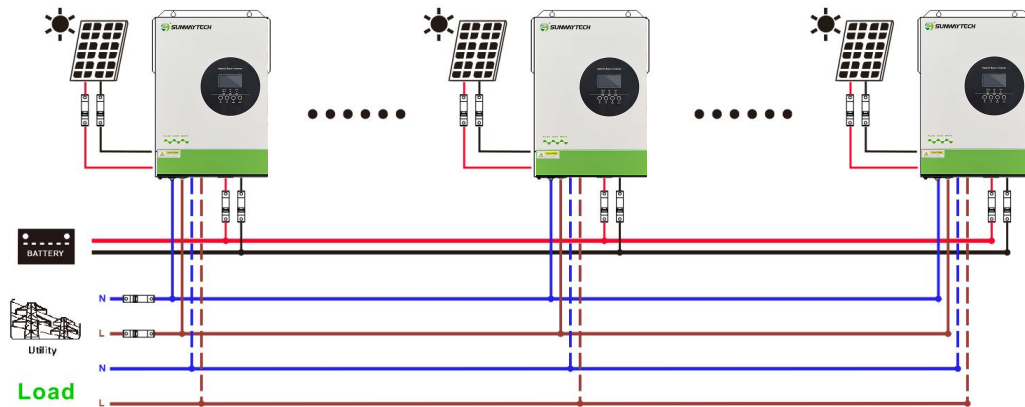 SUNWAYTECH
SUNWAYTECH
SUNWAYTECH
BATTERY
N
L
Utility
N
Load
L